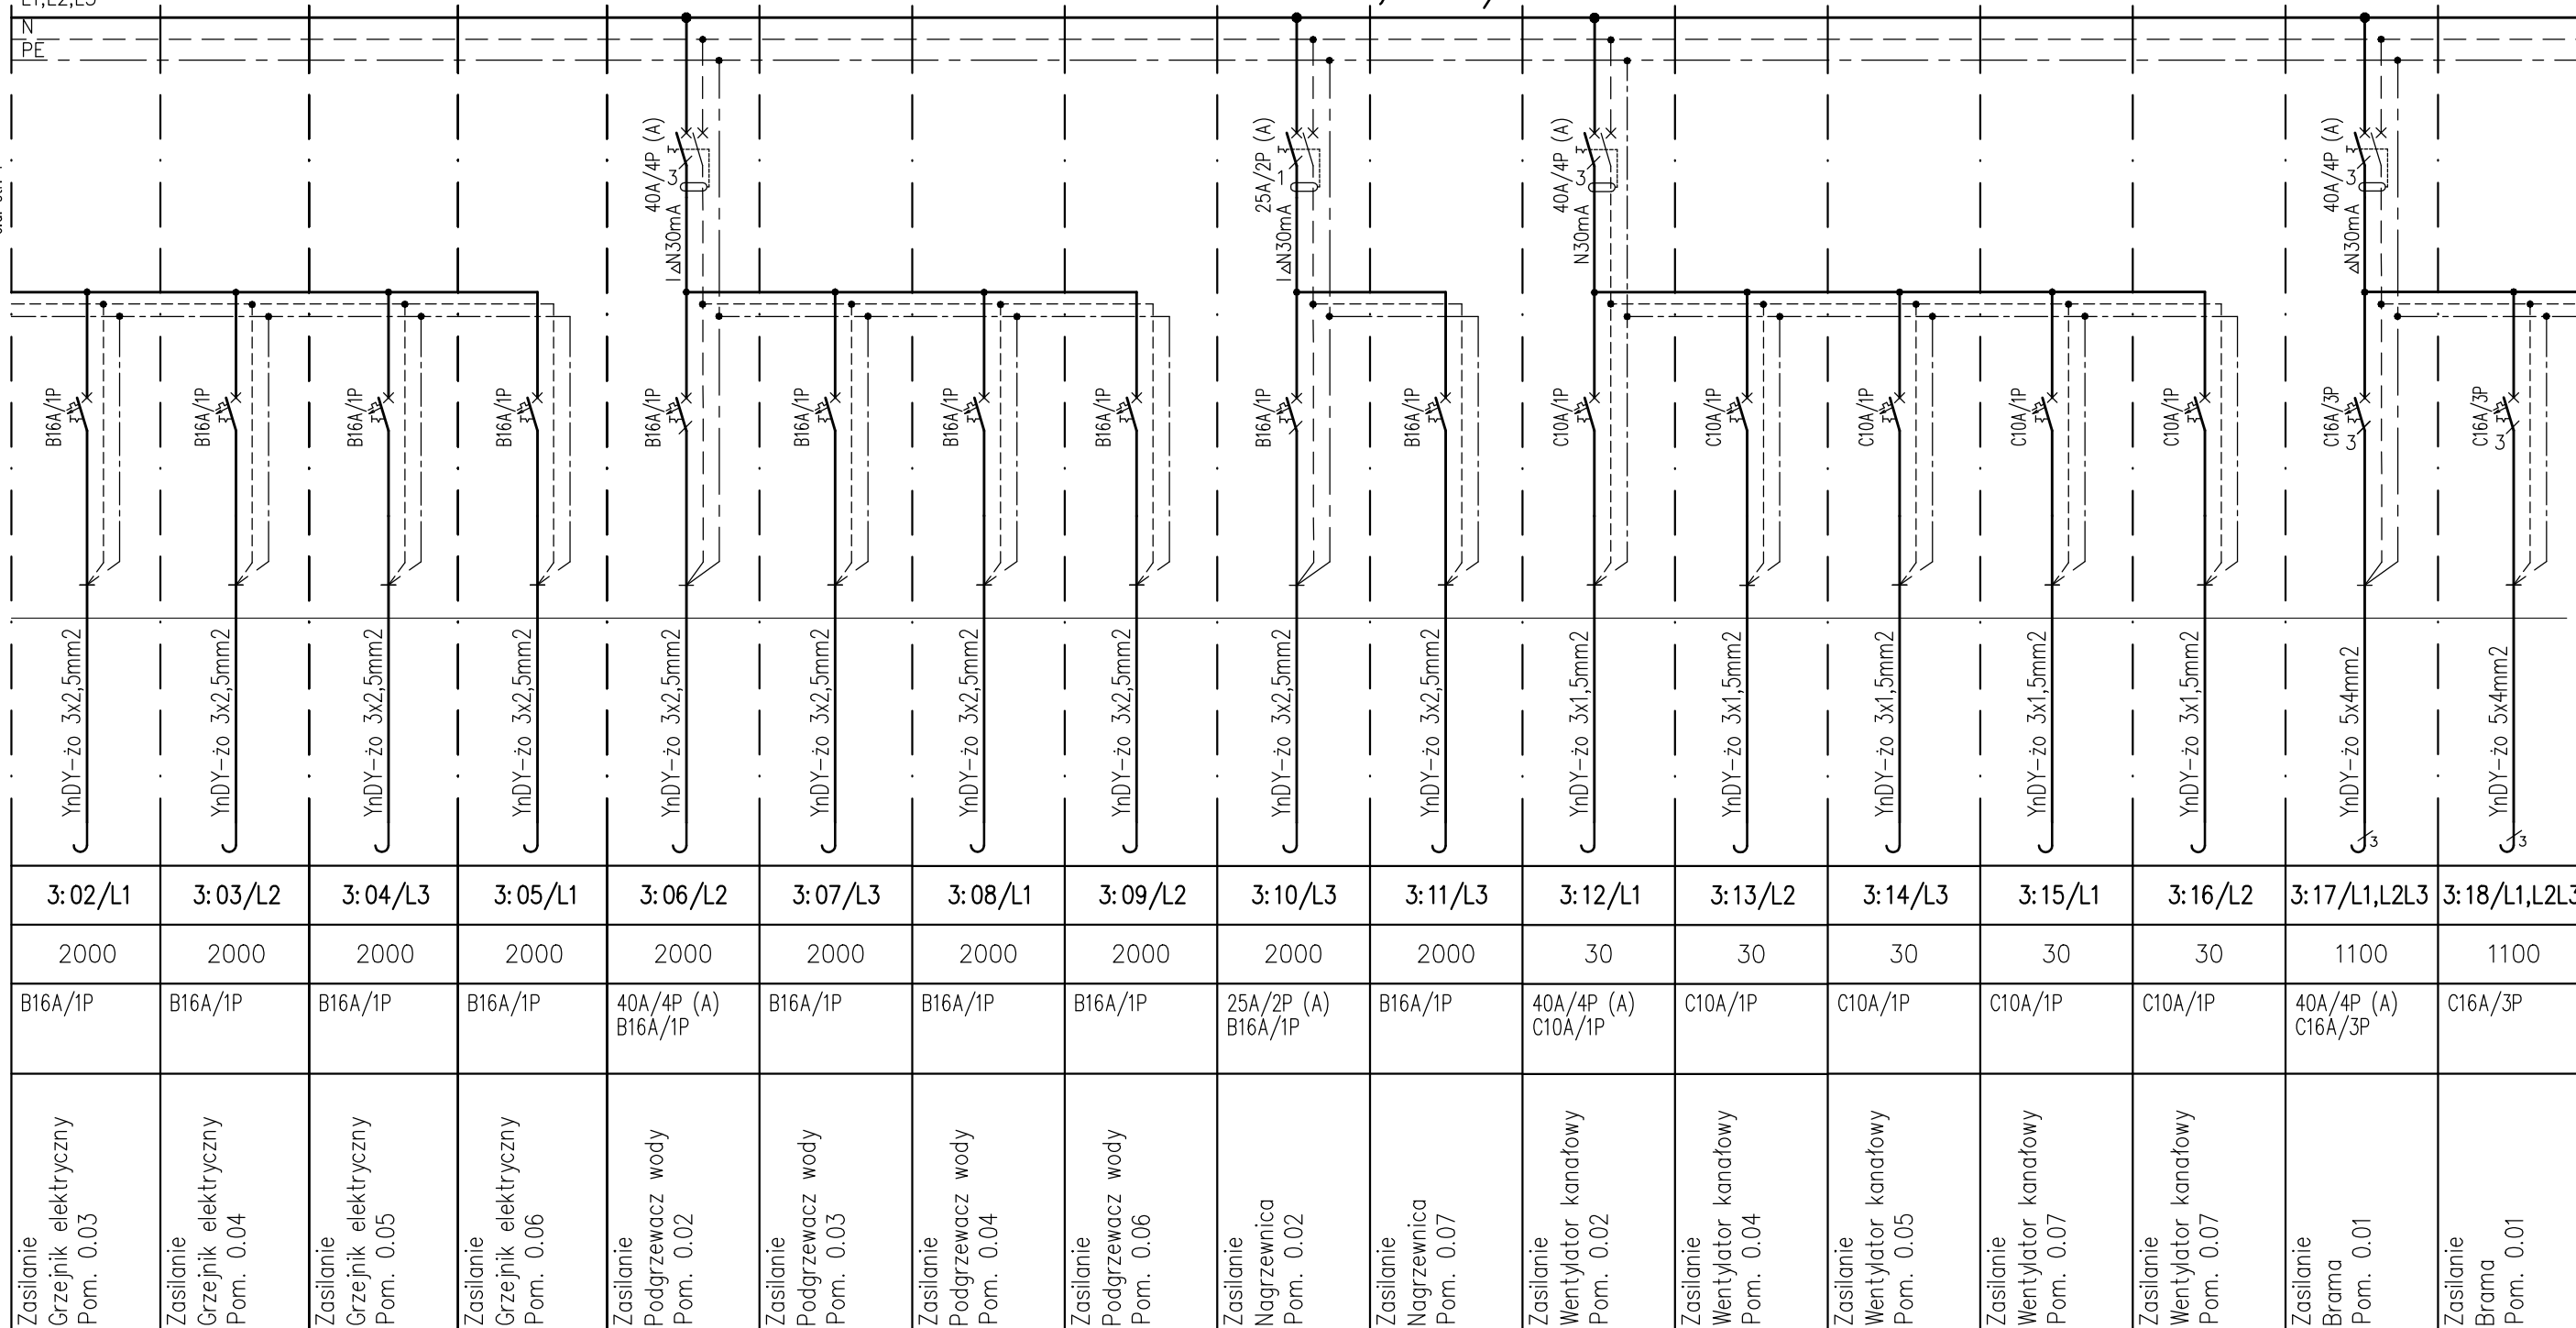 N
PE
40A/4P (A)
3
I△N30mA
25A/2P (A)
1
I△N30mA
40A/4P (A)
3
N30mA
40A/4P (A)
3
△N30mA
B16A/1P
B16A/1P
B16A/1P
B16A/1P
B16A/1P
B16A/1P
B16A/1P
B16A/1P
B16A/1P
B16A/1P
C10A/1P
C10A/1P
C10A/1P
C10A/1P
C10A/1P
C16A/3P
3
C16A/3P
3
YnDY-żo 3x2,5mm2
YnDY-żo 3x2,5mm2
YnDY-żo 3x2,5mm2
YnDY-żo 3x2,5mm2
YnDY-żo 3x2,5mm2
YnDY-żo 3x2,5mm2
YnDY-żo 3x2,5mm2
YnDY-żo 3x2,5mm2
YnDY-żo 3x2,5mm2
YnDY-żo 3x2,5mm2
YnDY-żo 3x1,5mm2
YnDY-żo 3x1,5mm2
YnDY-żo 3x1,5mm2
YnDY-żo 3x1,5mm2
YnDY-żo 3x1,5mm2
YnDY-żo 5x4mm2
3
YnDY-żo 5x4mm2
3
3:02/L1 3:03/L2 3:04/L3 3:05/L1 3:06/L2 3:07/L3 3:08/L1 3:09/L2 3:10/L3 3:11/L3 3:12/L1 3:13/L2 3:14/L3 3:15/L1 3:16/L2 3:17/L1,L2L3 3:18/L1,L2L3
2000 2000 2000 2000 2000 2000 2000 2000 2000 2000 30 30 30 30 30 1100 1100
B16A/1P B16A/1P B16A/1P B16A/1P 40A/4P (A) B16A/1P B16A/1P B16A/1P 25A/2P (A) B16A/1P 40A/4P (A) C10A/1P C10A/1P C10A/1P C10A/1P 40A/4P (A) C16A/3P
B16A/1P B16A/1P C10A/1P C16A/3P
Zasilanie
Grzejnik elektryczny
Pom. 0.03
Zasilanie
Grzejnik elektryczny
Pom. 0.04
Zasilanie
Grzejnik elektryczny
Pom. 0.05
Zasilanie
Grzejnik elektryczny
Pom. 0.06
Zasilanie
Podgrzewacz wody
Pom. 0.02
Zasilanie
Podgrzewacz wody
Pom. 0.03
Zasilanie
Podgrzewacz wody
Pom. 0.04
Zasilanie
Podgrzewacz wody
Pom. 0.06
Zasilanie
Nagrzewnica
Pom. 0.02
Zasilanie
Nagrzewnica
Pom. 0.07
Zasilanie
Wentylator kanałowy
Pom. 0.02
Zasilanie
Wentylator kanałowy
Pom. 0.04
Zasilanie
Wentylator kanałowy
Pom. 0.05
Zasilanie
Wentylator kanałowy
Pom. 0.07
Zasilanie
Wentylator kanałowy
Pom. 0.07
Zasilanie
Brama
Pom. 0.01
Zasilanie
Brama
Pom. 0.01